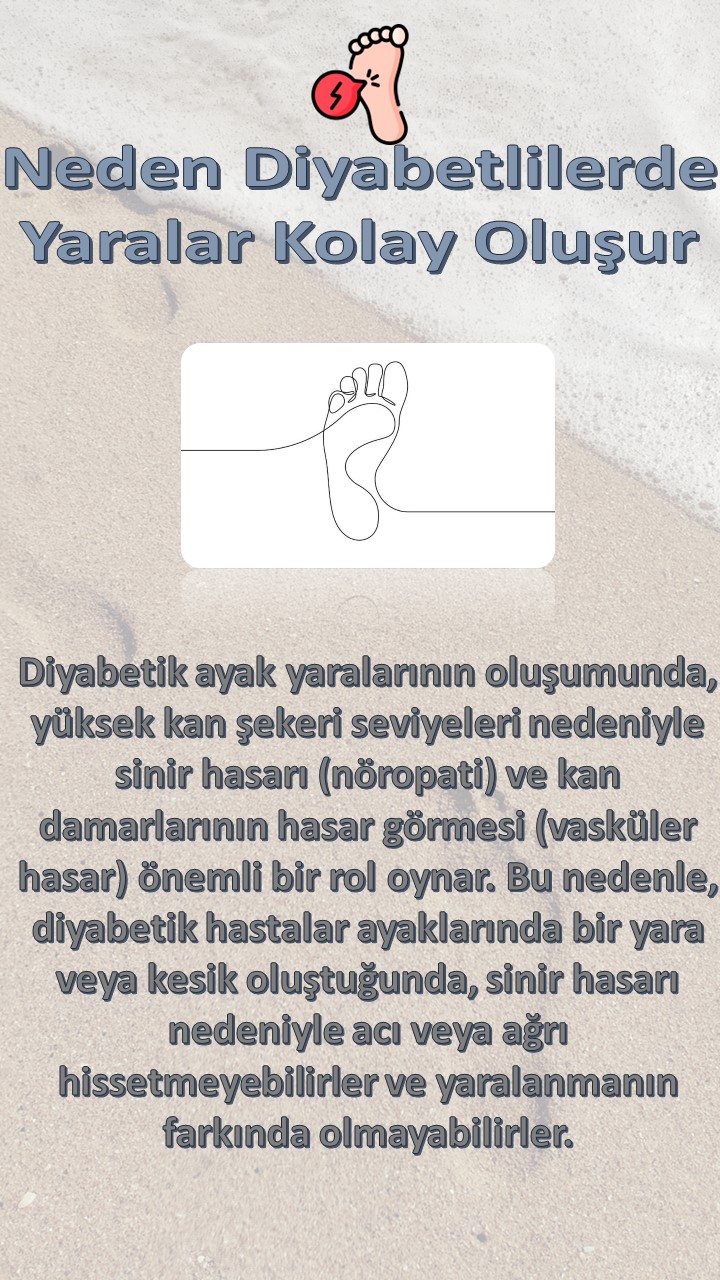 Neden Diyabetlilerde
Yaralar Kolay Oluşur
Diyabetik ayak yaralarının oluşumunda,
yüksek kan şekeri seviyeleri nedeniyle
sinir hasarı (nöropati) ve kan
damarlarının hasar görmesi (vasküler
hasar) önemli bir rol oynar. Bu nedenle,
diyabetik hastalar ayaklarında bir yara
veya kesik oluştuğunda, sinir hasarı
nedeniyle acı veya ağrı
hissetmeyebilirler ve yaralanmanın
farkında olmayabilirler.